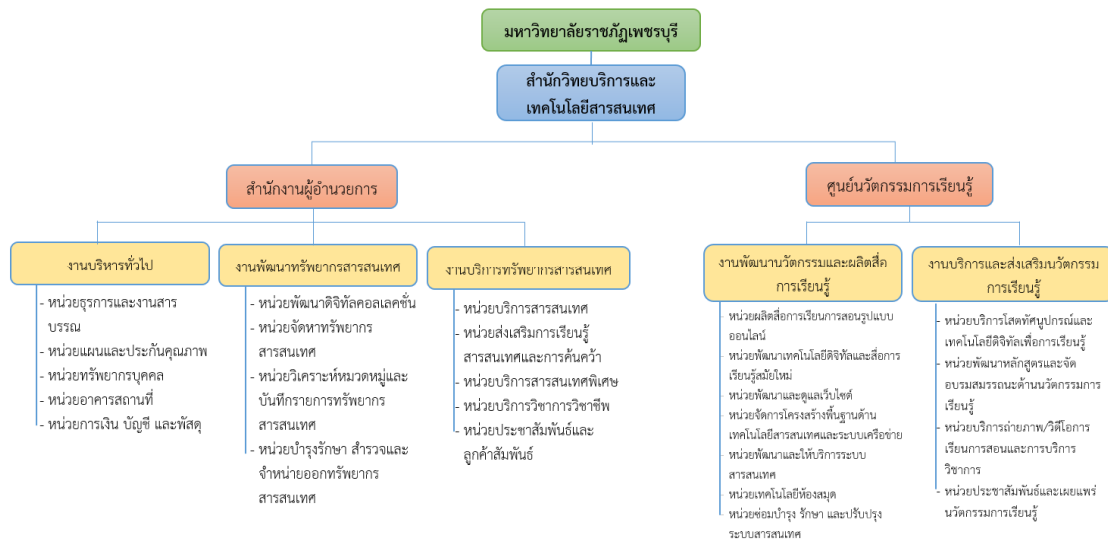 มหาวิทยาลัยราชภัฏเพชรบุรี
สำนักวิทยบริการและ
เทคโนโลยีสารสนเทศ
สำนักงานผู้อำนวยการ
ศูนย์นวัตกรรมการเรียนรู้
งานบริหารทั่วไป
- หน่วยธุรการและงานสาร
บรรณ
- หน่วยแผนและประกันคุณภาพ
- หน่วยทรัพยากรบุคคล
- หน่วยอาคารสถานที่
- หน่วยการเงิน บัญชี และพัสดุ
งานพัฒนาทรัพยากรสารสนเทศ
- หน่วยพัฒนาดิจิทัลคอลเลคชั่น
- หน่วยจัดหาทรัพยากร
สารสนเทศ
- หน่วยวิเคราะห์หมวดหมู่และ
บันทึกรายการทรัพยากร
สารสนเทศ
- หน่วยบำรุงรักษา สำรวจและ
จำหน่ายออกทรัพยากร
สารสนเทศ
งานบริการทรัพยากรสารสนเทศ
- หน่วยบริการสารสนเทศ
- หน่วยส่งเสริมการเรียนรู้
สารสนเทศและการค้นคว้า
- หน่วยบริการสารสนเทศพิเศษ
- หน่วยบริการวิชาการวิชาชีพ
- หน่วยประชาสัมพันธ์และ
ลูกค้าสัมพันธ์
งานพัฒนานวัตกรรมและผลิตสื่อ
การเรียนรู้
- หน่วยผลิตสื่อการเรียนการสอนรูปแบบ
ออนไลน์
- หน่วยพัฒนาเทคโนโลยีดิจิทัลและสื่อการ
เรียนรู้สมัยใหม่
- หน่วยพัฒนาและดูแลเว็บไซต์
- หน่วยจัดการโครงสร้างพื้นฐานด้าน
เทคโนโลยีสารสนเทศและระบบเครือข่าย
- หน่วยพัฒนาและให้บริการระบบ
สารสนเทศ
- หน่วยเทคโนโลยีห้องสมุด
- หน่วยซ่อมบำรุง รักษา และปรับปรุง
ระบบสารสนเทศ
งานบริการและส่งเสริมนวัตกรรม
การเรียนรู้
- หน่วยบริการโสตทัศนูปกรณ์และ
เทคโนโลยีดิจิทัลเพื่อการเรียนรู้
- หน่วยพัฒนาหลักสูตรและจัด
อบรมสมรรถนะด้านนวัตกรรมการ
เรียนรู้
- หน่วยบริการถ่ายภาพ/วิดีโอการ
เรียนการสอนและการบริการ
วิชาการ
- หน่วยประชาสัมพันธ์และเผยแพร่
นวัตกรรมการเรียนรู้